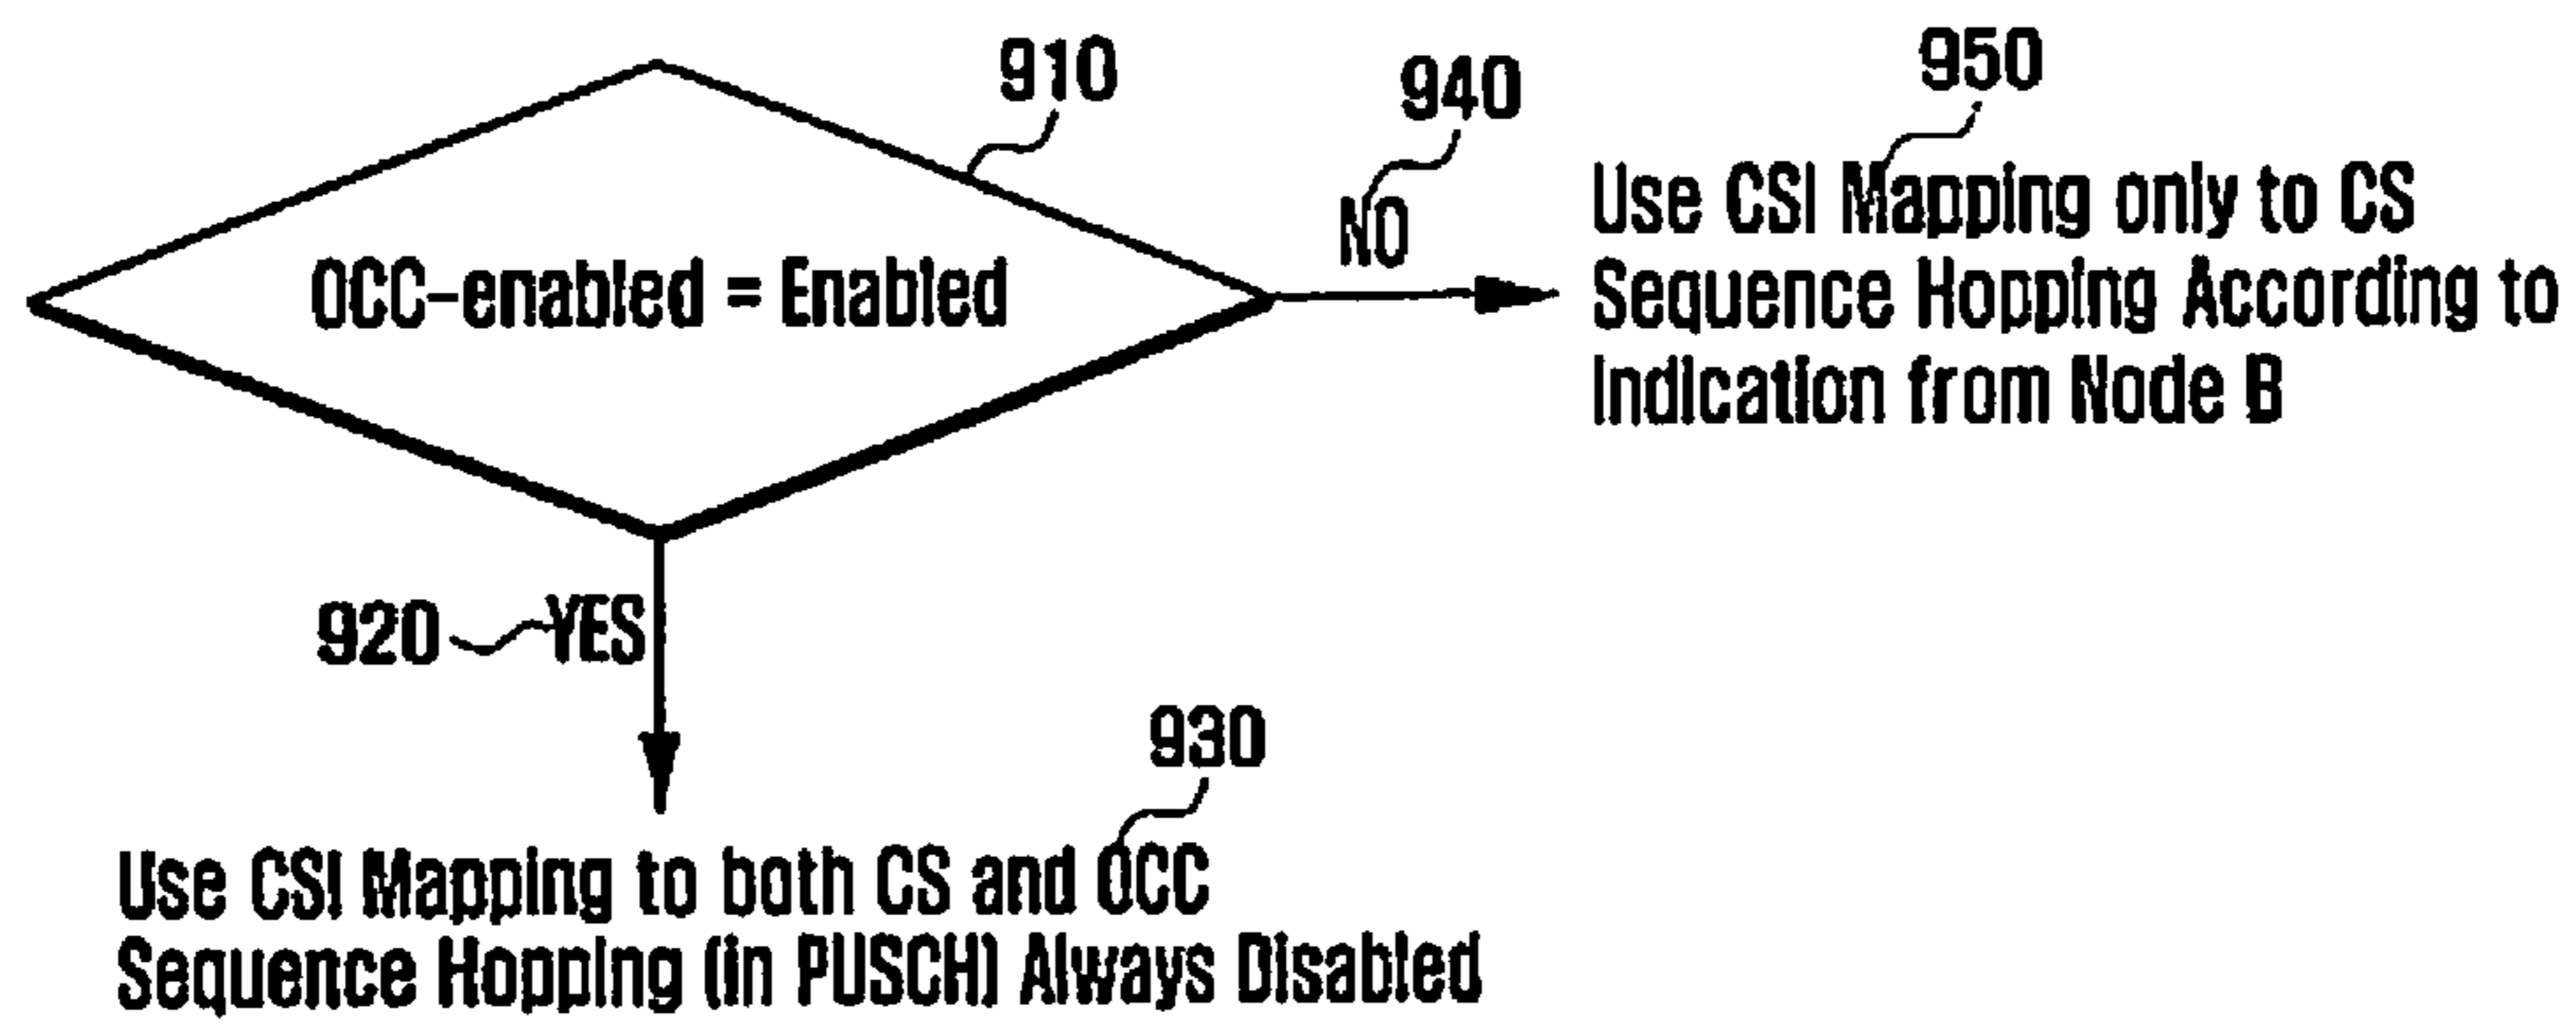 910
940
950
OCC-enabled = Enabled
NO
Use CSI Mapping only to CS
Sequence Hopping According to
Indication from Node B
920
YES
930
Use CSI Mapping to both CS and OCC
Sequence Hopping (in PUSCH) Always Disabled